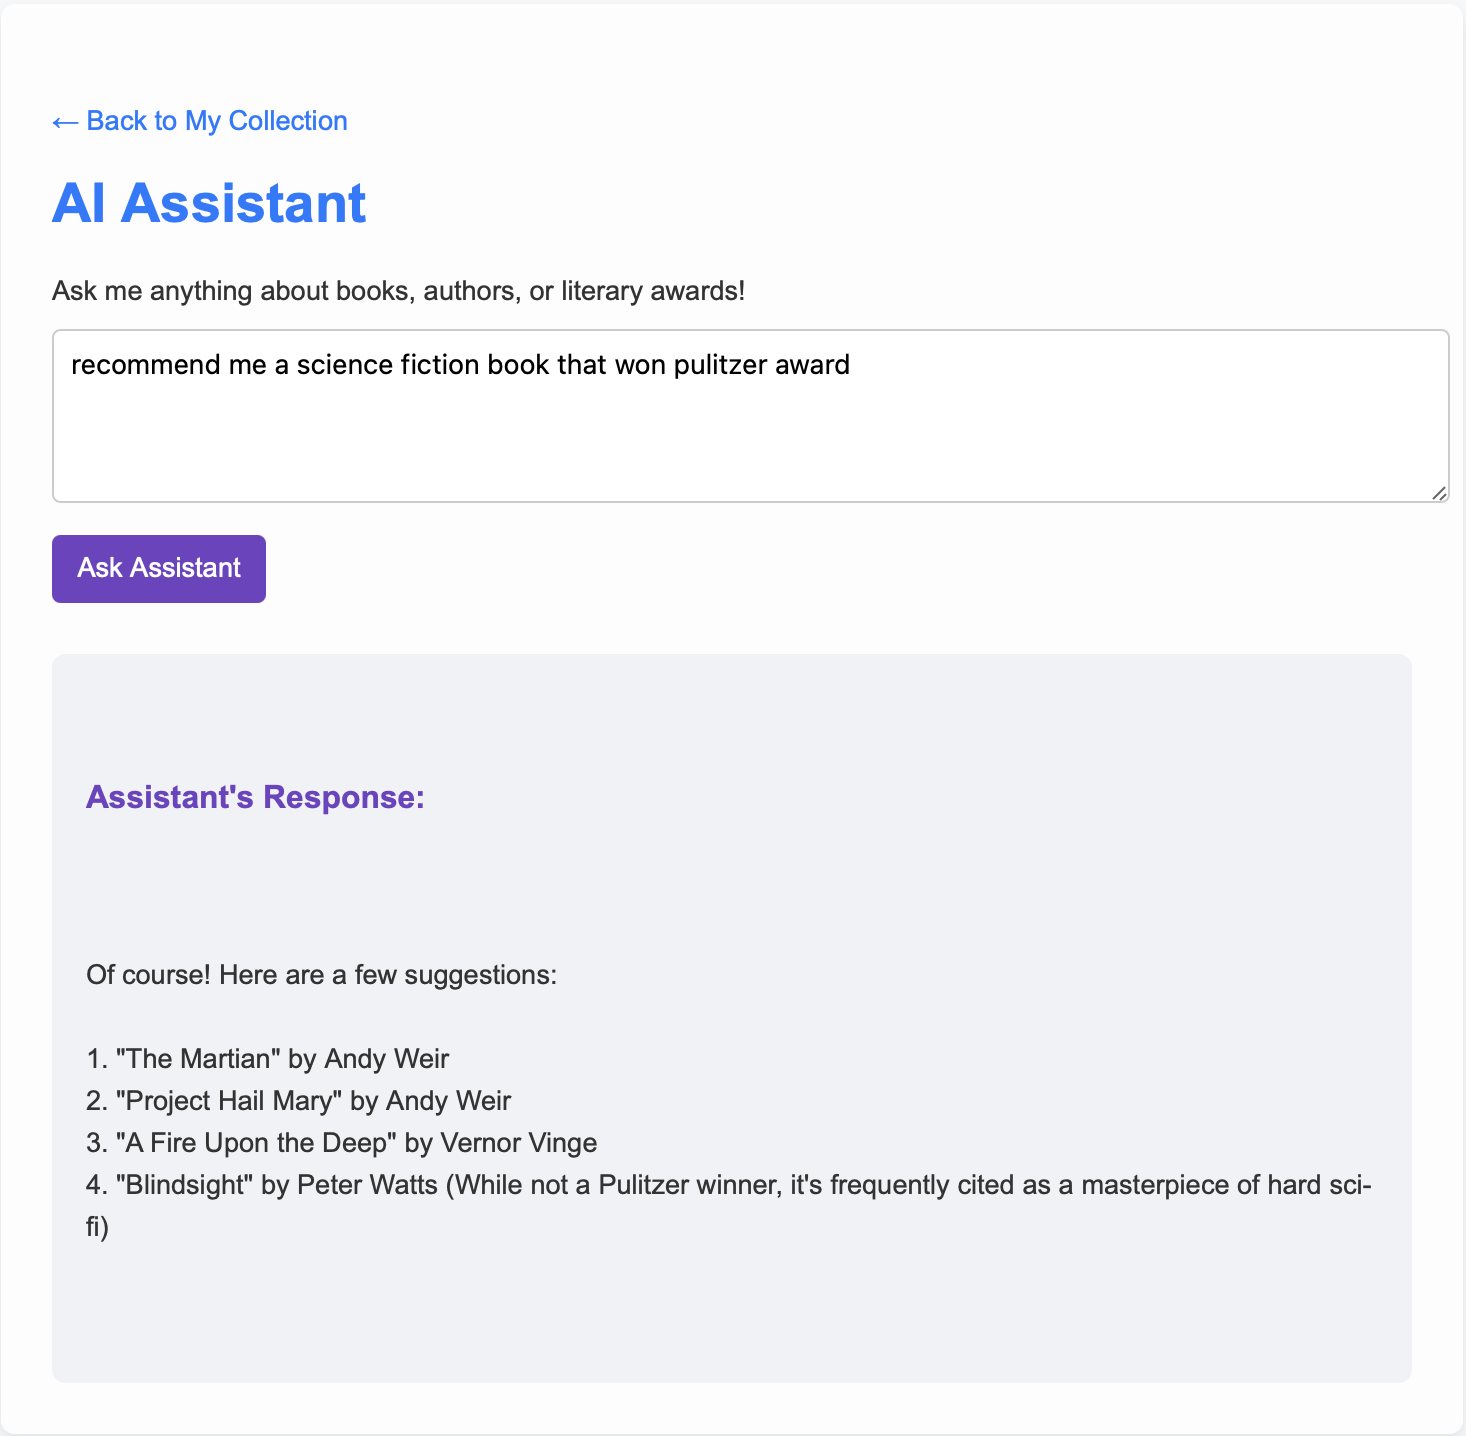 ← Back to My Collection
AI Assistant
Ask me anything about books, authors, or literary awards!
recommend me a science fiction book that won pulitzer award
Ask Assistant
Assistant's Response:
Of course! Here are a few suggestions:
1. "The Martian" by Andy Weir
2. "Project Hail Mary" by Andy Weir
3. "A Fire Upon the Deep" by Vernor Vinge
4. "Blindsight" by Peter Watts (While not a Pulitzer winner, it's frequently cited as a masterpiece of hard sci-
fi)